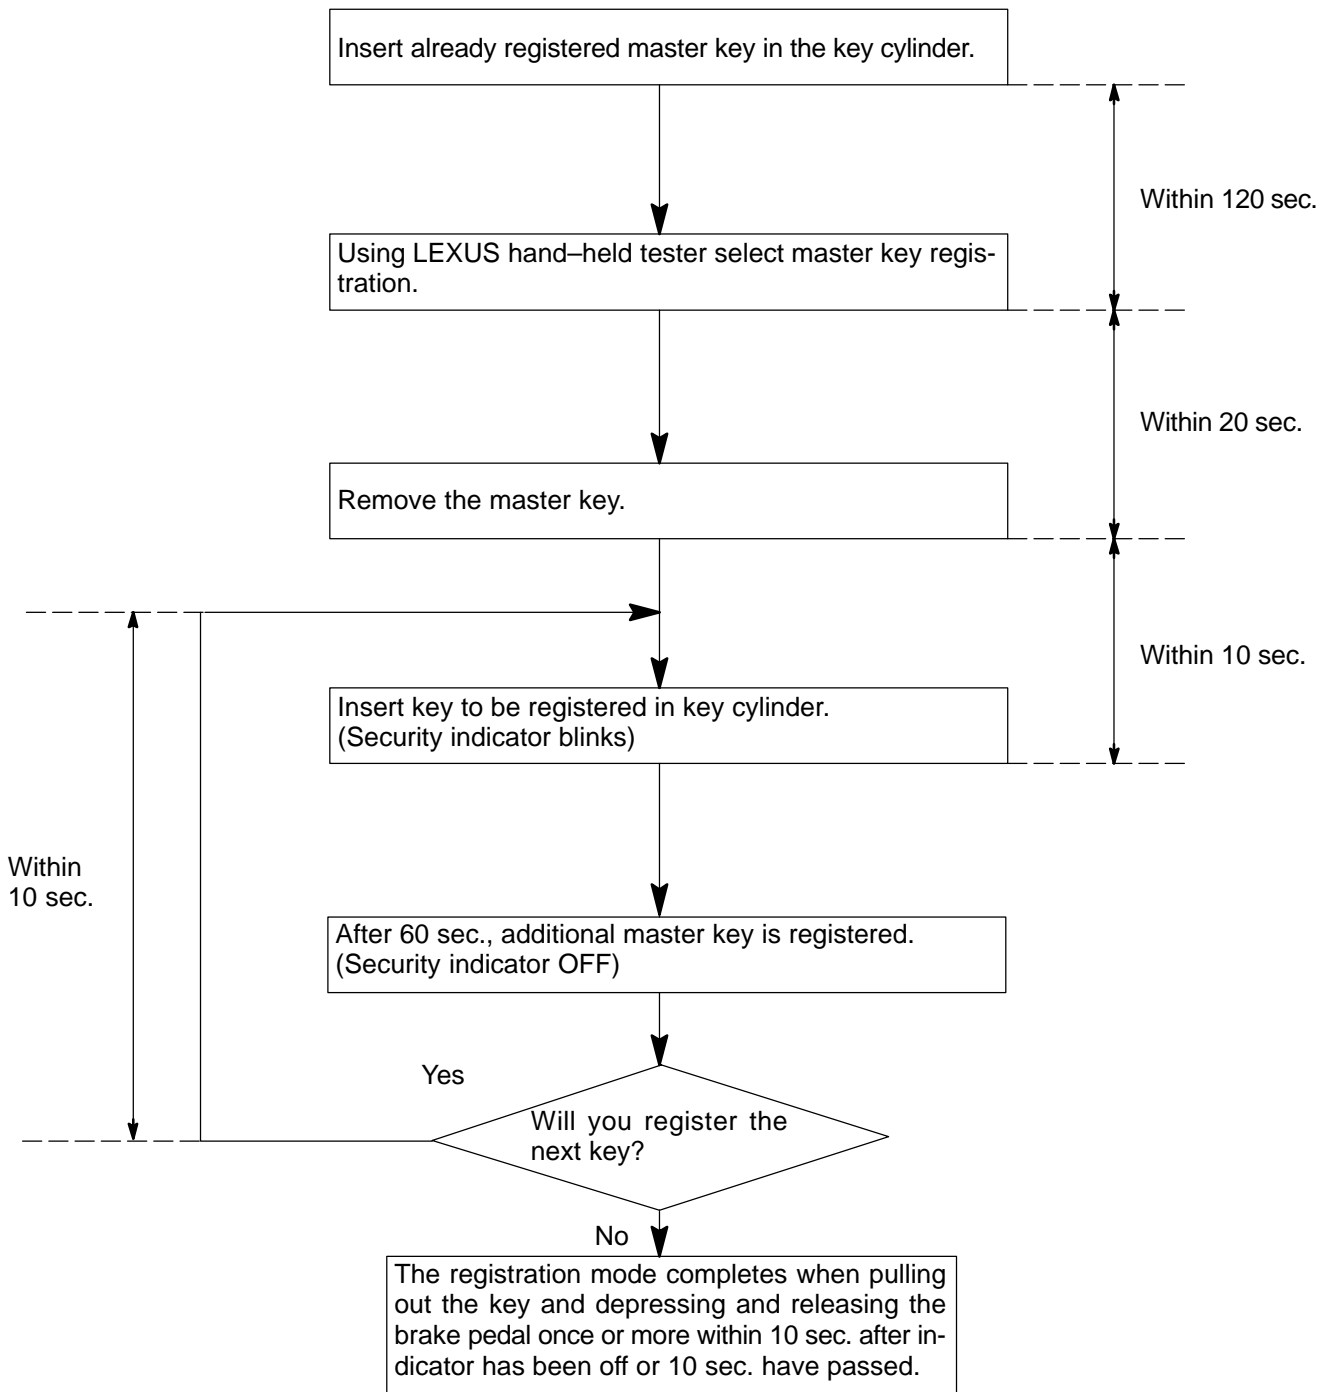 Insert already registered master key in the key cylinder.
Within 120 sec.
Using LEXUS hand–held tester select master key regis-
tration.
Within 20 sec.
Remove the master key.
Within 10 sec.
Insert key to be registered in key cylinder.
(Security indicator blinks)
Within
10 sec.
After 60 sec., additional master key is registered.
(Security indicator OFF)
Yes
Will you register the
next key?
No
The registration mode completes when pulling
out the key and depressing and releasing the
brake pedal once or more within 10 sec. after in-
dicator has been off or 10 sec. have passed.